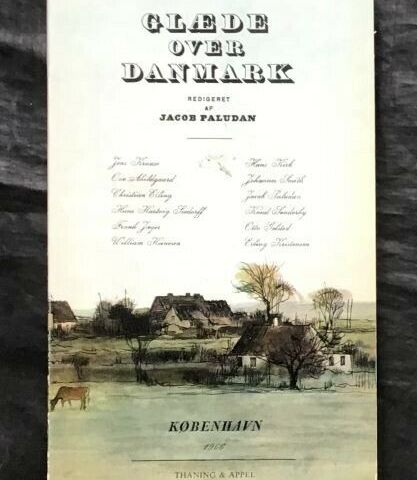 GLÆDE
OVER
DANMARK
REDIGERET
AF
JACOB PALUDAN
Jens Kruuse
Ove Abildgaard
Christian Elling
Hans Hartvig Seedorff
Frank Jæger
William Heinesen
Hans Kirk
Johannes Smith
Jacob Paludan
Knud Sønderby
Otto Gelsted
Erling Kristensen
KØBENHAVN
1966
THANING & APPEL